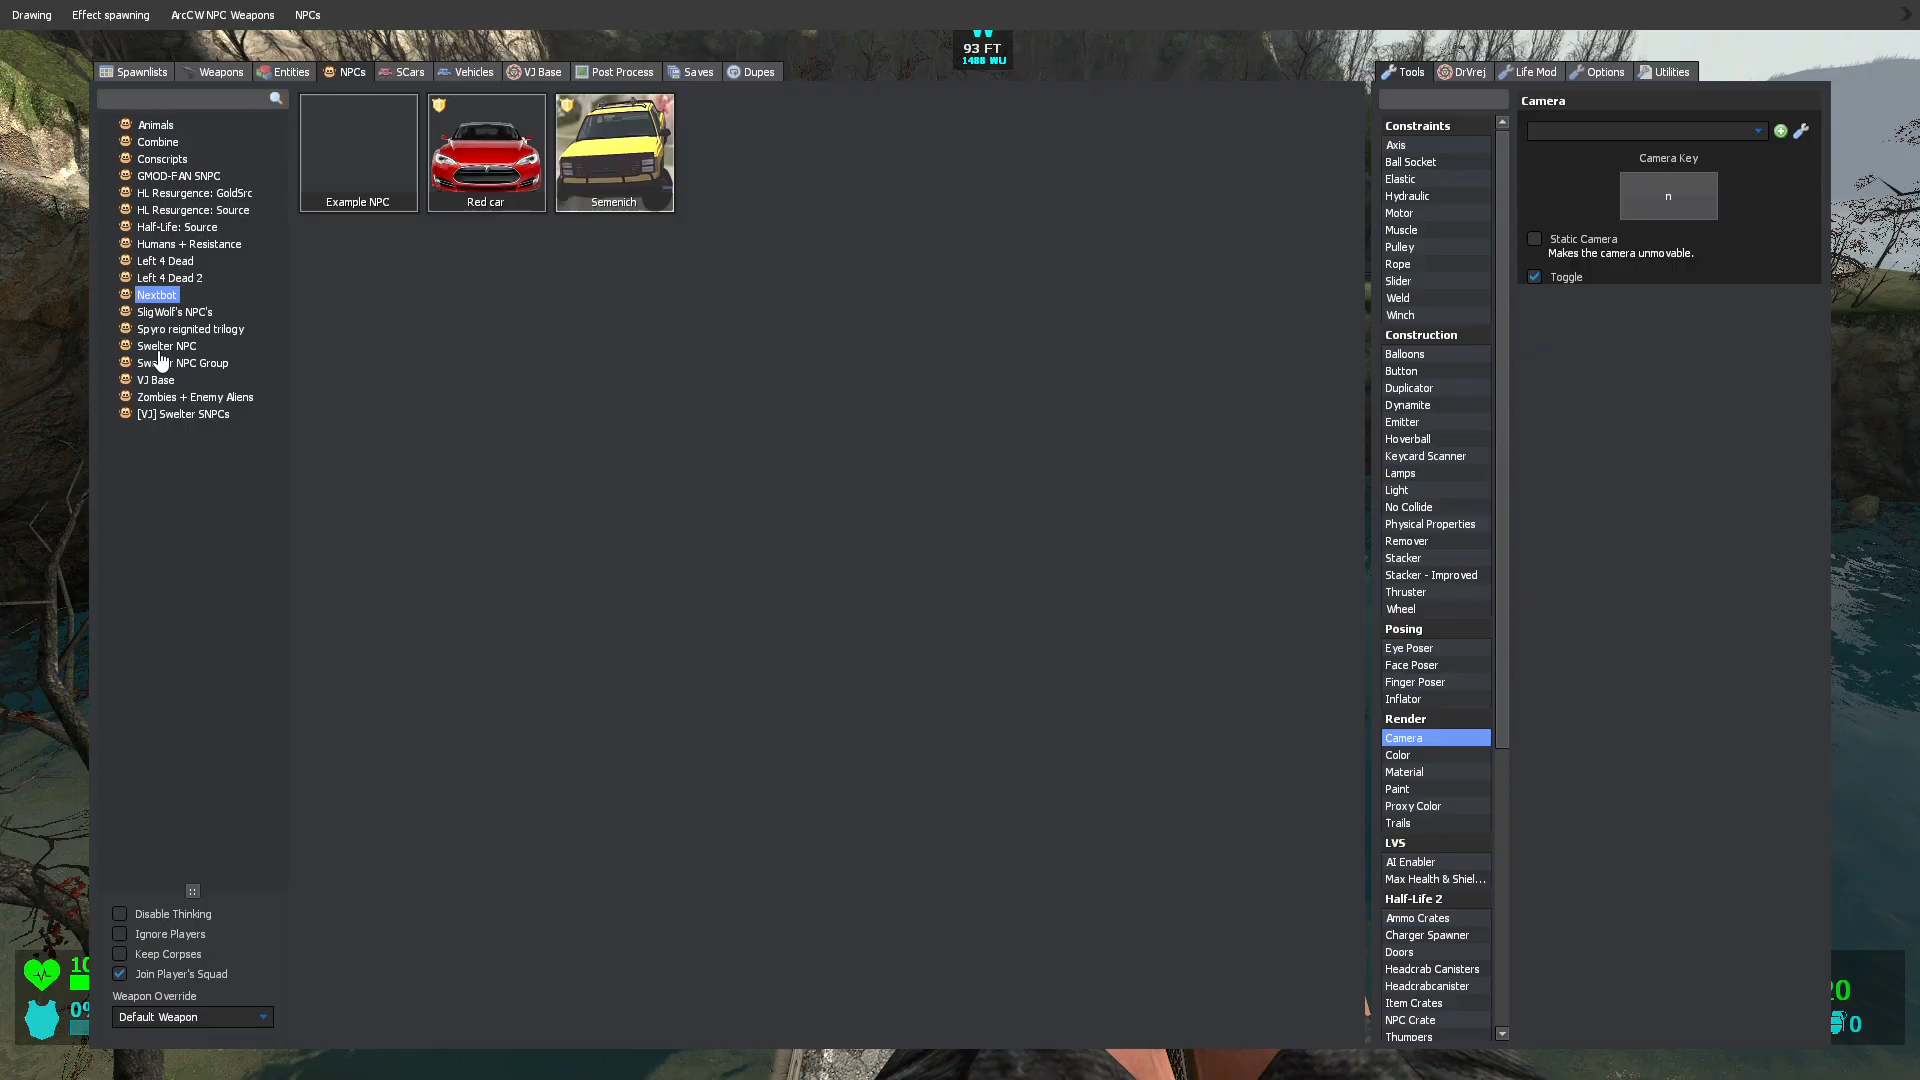 Drawing Effect spawning ArcCW NPC Weapons NPCs
W
93 FT
1488 WU
Spawnlists Weapons Entities NPCs SCars Vehicles VJ Base Post Process Saves Dupes
Tools DrVrej Life Mod Options Utilities
Animals
Combine
Conscripts
GMOD-FAN SNPC
HL Resurgence: GoldSrc
HL Resurgence: Source
Half-Life: Source
Humans + Resistance
Left 4 Dead
Left 4 Dead 2
Nextbot
SligWolf's NPC's
Spyro reignited trilogy
Swelter NPC
NPC Group
VJ Base
Zombies + Enemy Aliens
[VJ] Swelter SNPCs
Example NPC
Red car
Semenich
Disable Thinking
Ignore Players
Keep Corpses
Join Player's Squad
Weapon Override
Default Weapon
10
0%
Constraints
Axis
Ball Socket
Elastic
Hydraulic
Motor
Muscle
Pulley
Rope
Slider
Weld
Winch
Construction
Balloons
Button
Duplicator
Dynamite
Emitter
Hoverball
Keycard Scanner
Lamps
Light
No Collide
Physical Properties
Remover
Stacker
Stacker - Improved
Thruster
Wheel
Posing
Eye Poser
Face Poser
Finger Poser
Inflator
Render
Camera
Color
Material
Paint
Proxy Color
Trails
LVS
AI Enabler
Max Health & Shiel...
Half-Life 2
Ammo Crates
Charger Spawner
Doors
Headcrab Canisters
Headcrabcanister
Item Crates
NPC Crate
Thumpers
Camera
Camera Key
n
Static Camera
Makes the camera unmovable.
Toggle
20
0